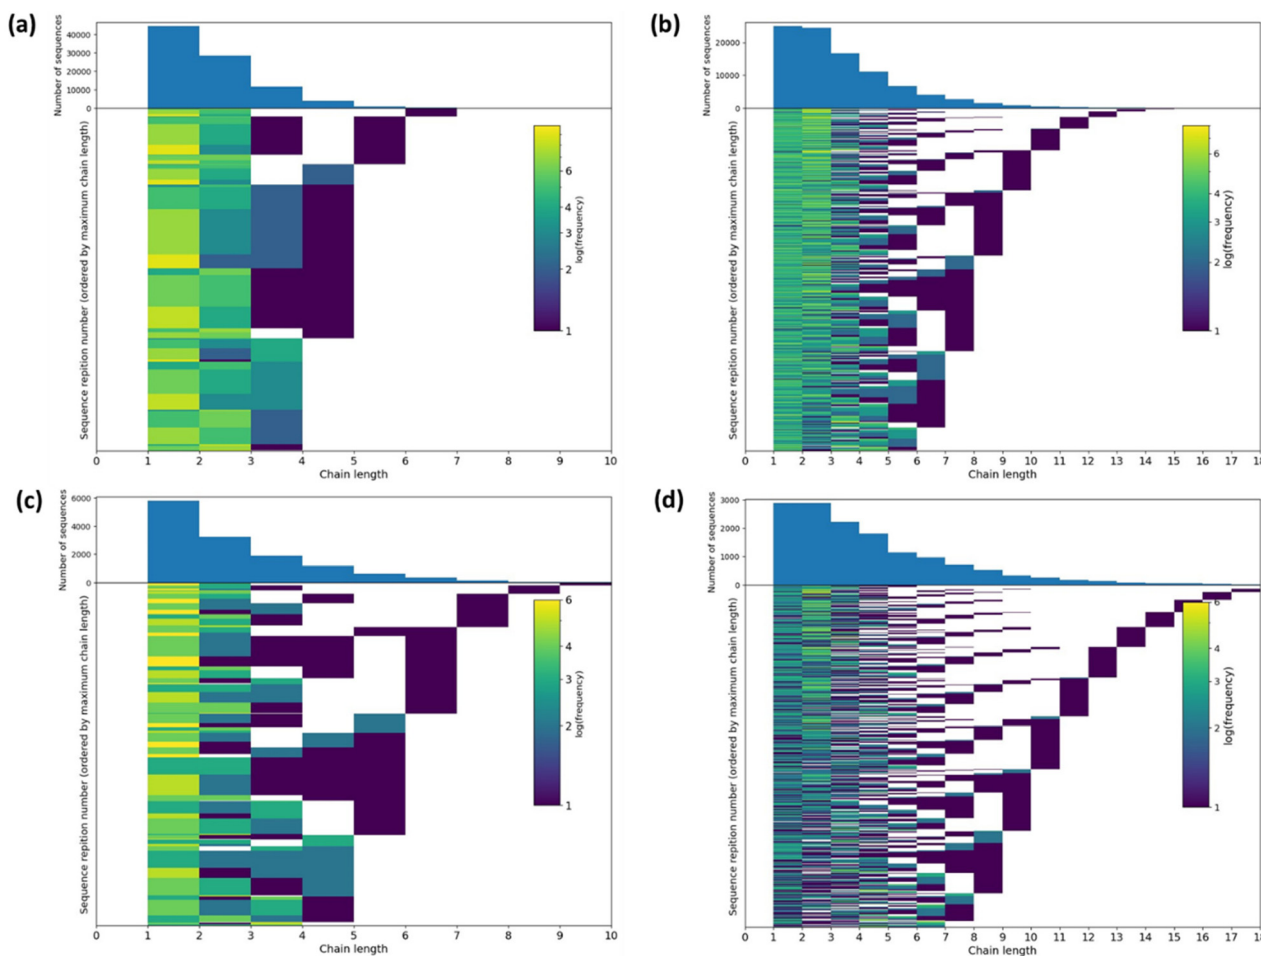 (a)
Number of sequences
40000
30000
20000
10000
0
Sequence repition number (ordered by maximum chain length)
6
4
3
2
1
log(frequency)
0 1 2 3 4 5 6 7 8 9 10
Chain length
(b)
Number of sequences
20000
10000
0
Sequence repition number (ordered by maximum chain length)
6
4
3
2
1
log(frequency)
0 1 2 3 4 5 6 7 8 9 10 11 12 13 14 15 16 17 18
Chain length
(c)
Number of sequences
6000
4000
2000
0
Sequence repition number (ordered by maximum chain length)
6
4
3
2
1
log(frequency)
0 1 2 3 4 5 6 7 8 9 10
Chain length
(d)
Number of sequences
3000
2000
1000
0
Sequence repition number (ordered by maximum chain length)
6
4
3
2
1
log(frequency)
0 1 2 3 4 5 6 7 8 9 10 11 12 13 14 15 16 17 18
Chain length